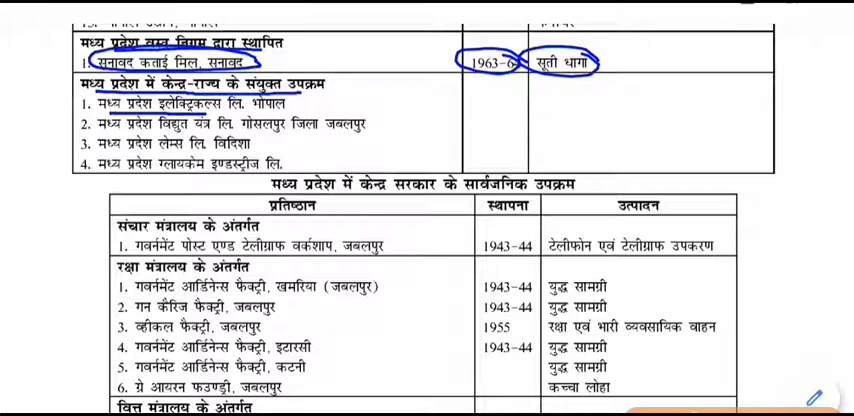 मध्य प्रदेश वस्त्र निगम द्वारा स्थापित
1. सनावद कताई मिल, सनावद 1963-6 सूती धागा
मध्य प्रदेश में केन्द्र-राज्य के संयुक्त उपक्रम
1. मध्य प्रदेश इलेक्ट्रिकल्स लि. भोपाल
2. मध्य प्रदेश विद्युत यंत्र लि. गोसलपुर जिला जबलपुर
3. मध्य प्रदेश लेम्स लि. विदिशा
4. मध्य प्रदेश ग्लायकेम इण्डस्ट्रीज लि.
मध्य प्रदेश में केन्द्र सरकार के सार्वजनिक उपक्रम
प्रतिष्ठान स्थापना उत्पादन
संचार मंत्रालय के अंतर्गत
1. गवर्नमेंट पोस्ट एण्ड टेलीग्राफ वर्कशाप, जबलपुर 1943-44 टेलीफोन एवं टेलीग्राफ उपकरण
रक्षा मंत्रालय के अंतर्गत
1. गवर्नमेंट आर्डिनेन्स फैक्ट्री, खमरिया (जबलपुर) 1943-44 युद्ध सामग्री
2. गन कैरिज फैक्ट्री, जबलपुर 1943-44 युद्ध सामग्री
3. व्हीकल फैक्ट्री, जबलपुर 1955 रक्षा एवं भारी व्यवसायिक वाहन
4. गवर्नमेंट आर्डिनेन्स फैक्ट्री, इटारसी 1943-44 युद्ध सामग्री
5. गवर्नमेंट आर्डिनेन्स फैक्ट्री, कटनी युद्ध सामग्री
6. ग्रे आयरन फउण्ड्री, जबलपुर कच्चा लोहा
वित्त मंत्रालय के अंतर्गत